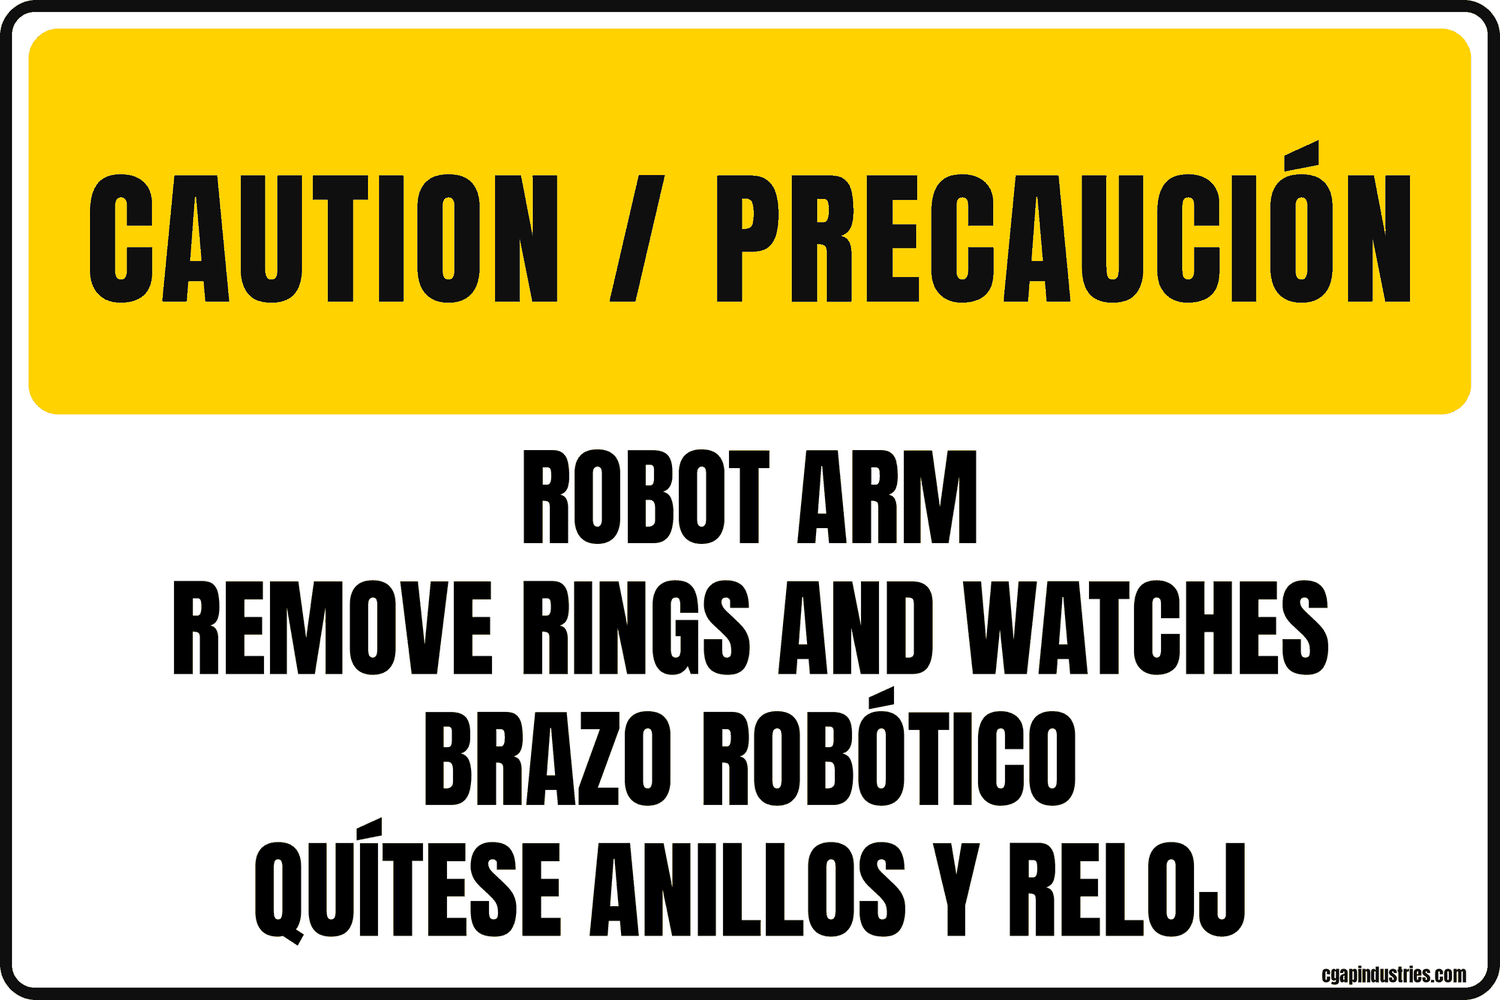 CAUTION / PRECAUCIÓN
ROBOT ARM
REMOVE RINGS AND WATCHES
BRAZO ROBÓTICO
QUÍTESE ANILLOS Y RELOJ
cgapindustries.com